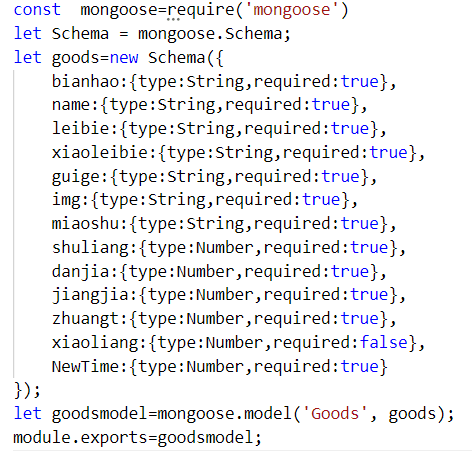 const  mongoose=require('mongoose')
let Schema = mongoose.Schema;
let goods=new Schema({
    bianhao:{type:String,required:true},
    name:{type:String,required:true},
    leibie:{type:String,required:true},
    xiaoleibie:{type:String,required:true},
    guige:{type:String,required:true},
    img:{type:String,required:true},
    miaoshu:{type:String,required:true},
    shuliang:{type:Number,required:true},
    danjia:{type:Number,required:true},
    jiangjia:{type:Number,required:true},
    zhuangt:{type:Number,required:true},
    xiaoliang:{type:Number,required:false},
    NewTime:{type:Number,required:true}
});
let goodsmodel=mongoose.model('Goods', goods);
module.exports=goodsmodel;